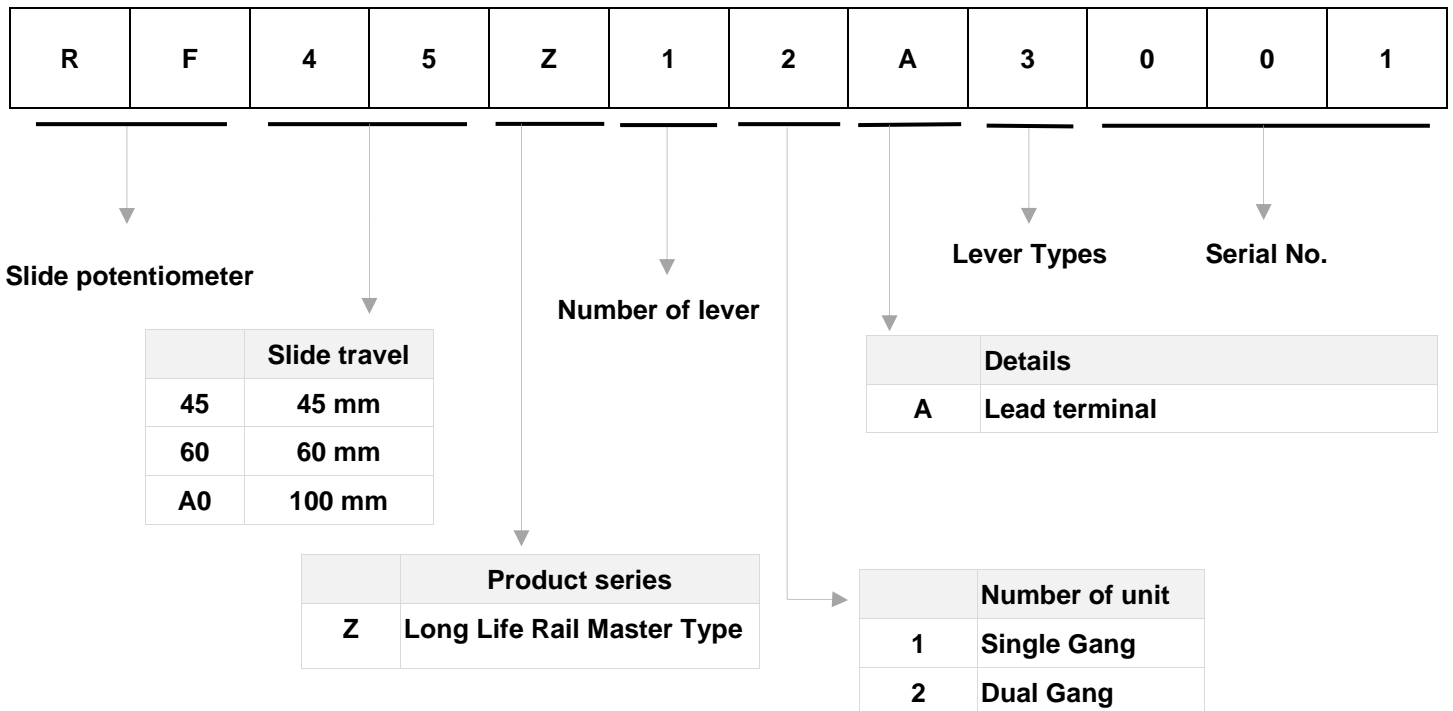 R F 4 5 Z 1 2 A 3 0 0 1
Slide potentiometer
Number of lever
Lever Types
Serial No.
Slide travel
45 45 mm
60 60 mm
A0 100 mm
Details
A Lead terminal
Product series
Z Long Life Rail Master Type
Number of unit
1 Single Gang
2 Dual Gang